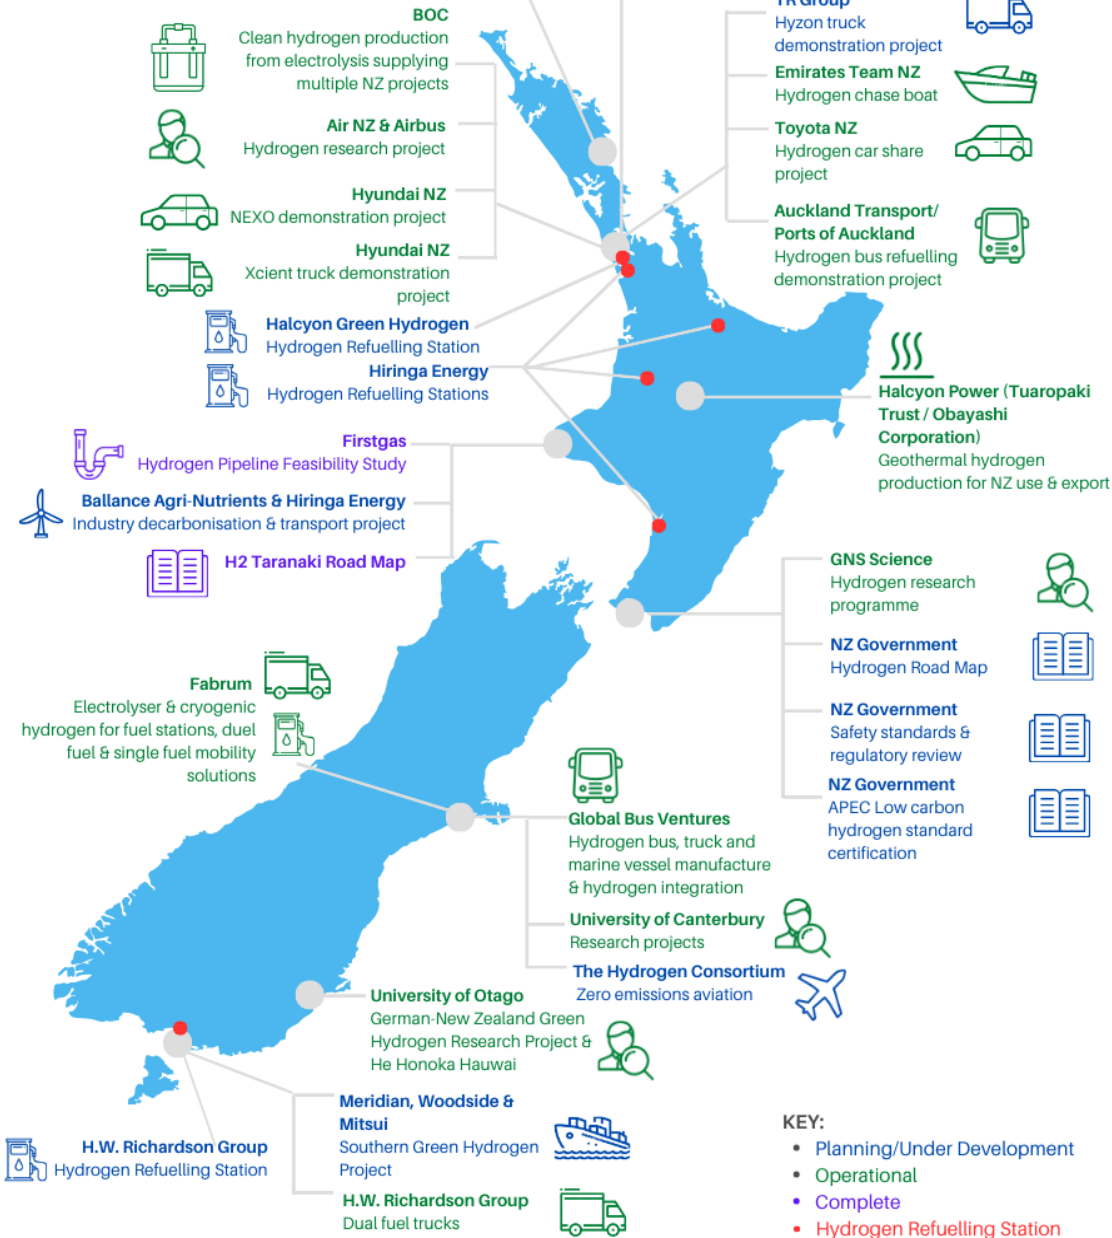 BOC
Clean hydrogen production
from electrolysis supplying
multiple NZ projects
Air NZ & Airbus
Hydrogen research project
Hyundai NZ
NEXO demonstration project
Hyundai NZ
Xcient truck demonstration
project
Halcyon Green Hydrogen
Hydrogen Refuelling Station
Hiringa Energy
Hydrogen Refuelling Stations
TR Group
Hyzon truck
demonstration project
Emirates Team NZ
Hydrogen chase boat
Toyota NZ
Hydrogen car share
project
Auckland Transport/
Ports of Auckland
Hydrogen bus refuelling
demonstration project
Halcyon Power (Tuaropaki
Trust / Obayashi
Corporation)
Geothermal hydrogen
production for NZ use & export
Firstgas
Hydrogen Pipeline Feasibility Study
Ballance Agri-Nutrients & Hiringa Energy
Industry decarbonisation & transport project
H2 Taranaki Road Map
GNS Science
Hydrogen research
programme
NZ Government
Hydrogen Road Map
NZ Government
Safety standards &
regulatory review
NZ Government
APEC Low carbon
hydrogen standard
certification
Fabrum
Electrolyser & cryogenic
hydrogen for fuel stations, duel
fuel & single fuel mobility
solutions
Global Bus Ventures
Hydrogen bus, truck and
marine vessel manufacture
& hydrogen integration
University of Canterbury
Research projects
The Hydrogen Consortium
Zero emissions aviation
University of Otago
German-New Zealand Green
Hydrogen Research Project &
He Honoka Hauwai
Meridian, Woodside &
Mitsui
Southern Green Hydrogen
Project
H.W. Richardson Group
Hydrogen Refuelling Station
H.W. Richardson Group
Dual fuel trucks
KEY:
• Planning/Under Development
• Operational
• Complete
• Hydrogen Refuelling Station